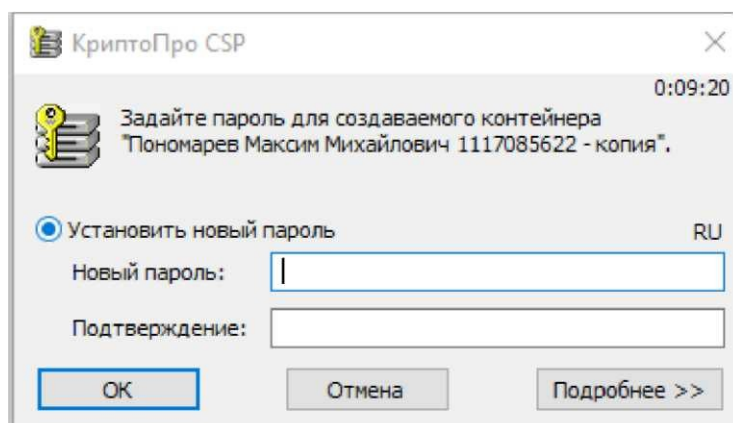 КриптоПро CSP
0:09:20
Задайте пароль для создаваемого контейнера
"Пономарев Максим Михайлович 1117085622 - копия".
Установить новый пароль
RU
Новый пароль:
Подтверждение:
OK
Отмена
Подробнее >>